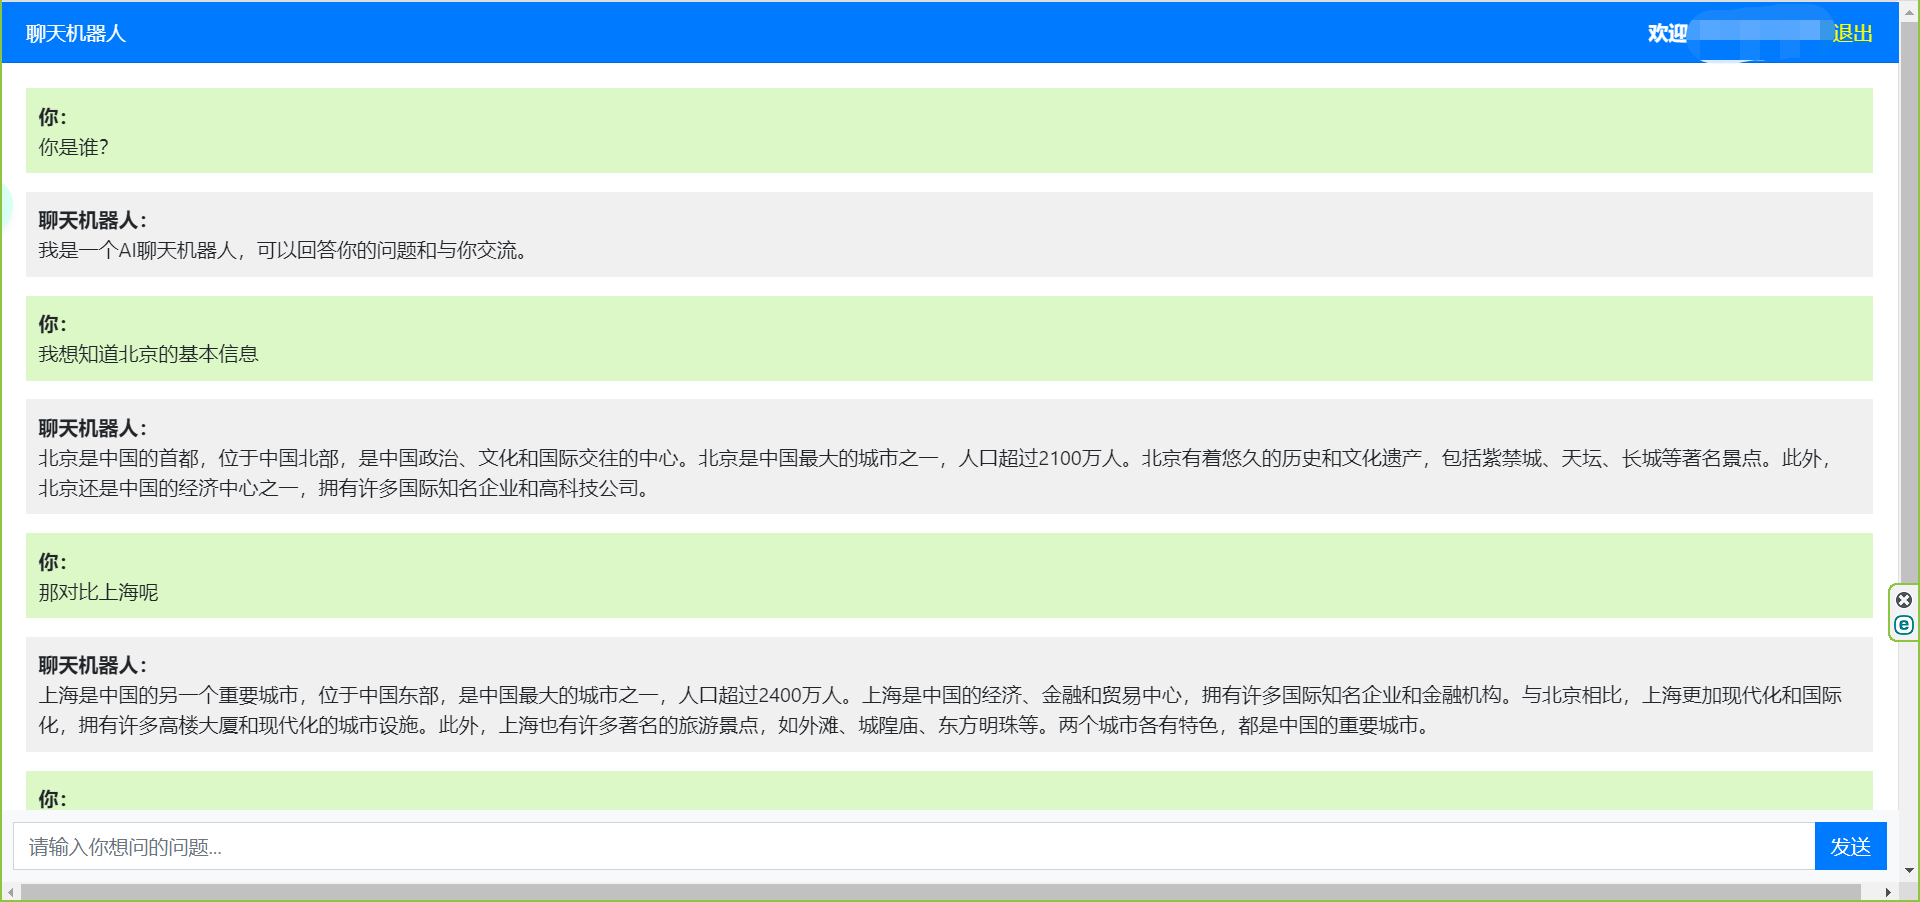 聊天机器人
欢迎
退出
你：
你是谁？
聊天机器人：
我是一个AI聊天机器人，可以回答你的问题和与你交流。
你：
我想知道北京的基本信息
聊天机器人：
北京是中国的首都，位于中国北部，是中国政治、文化和国际交往的中心。北京是中国最大的城市之一，人口超过2100万人。北京有着悠久的历史和文化遗产，包括紫禁城、天坛、长城等著名景点。此外，
北京还是中国的经济中心之一，拥有许多国际知名企业和高科技公司。
你：
那对比上海呢
聊天机器人：
上海是中国的另一个重要城市，位于中国东部，是中国最大的城市之一，人口超过2400万人。上海是中国的经济、金融和贸易中心，拥有许多国际知名企业和金融机构。与北京相比，上海更加现代化和国际
化，拥有许多高楼大厦和现代化的城市设施。此外，上海也有许多著名的旅游景点，如外滩、城隍庙、东方明珠等。两个城市各有特色，都是中国的重要城市。
你：
请输入你想问的问题...
发送